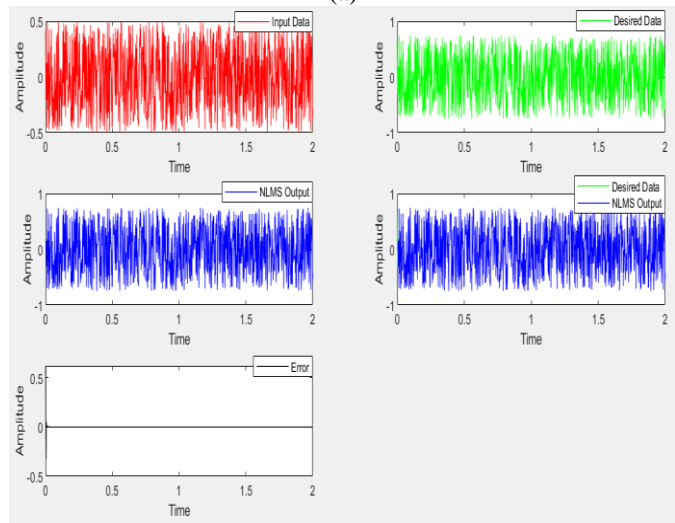 (a)
0.5
Input Data
Amplitude
0
-0.5
0 0.5 1 1.5 2
Time
1
Desired Data
Amplitude
0
-1
0 0.5 1 1.5 2
Time
1
NLMS Output
Amplitude
0
-1
0 0.5 1 1.5 2
Time
1
Desired Data
NLMS Output
Amplitude
0
-1
0 0.5 1 1.5 2
Time
0.5
Error
Amplitude
0
-0.5
0 0.5 1 1.5 2
Time